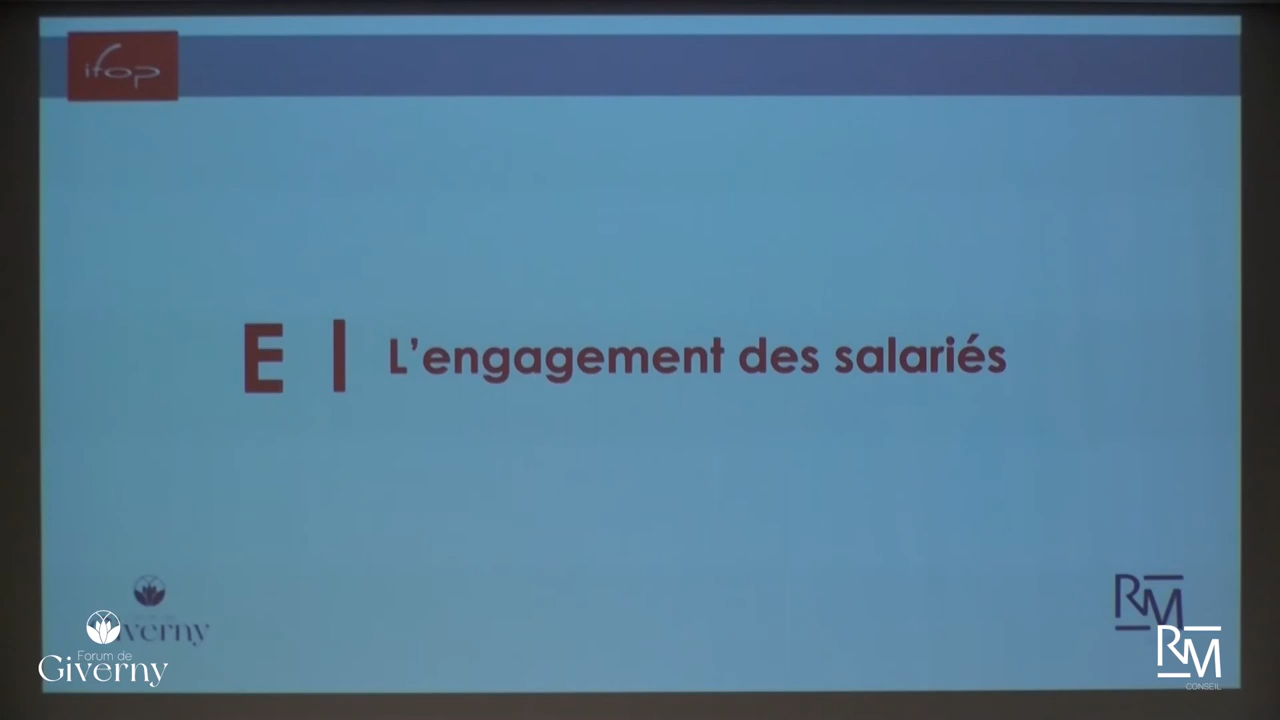 ifop
E | L'engagement des salariés
Giverny
RM
Forum de
Giverny
RM
CONSEIL